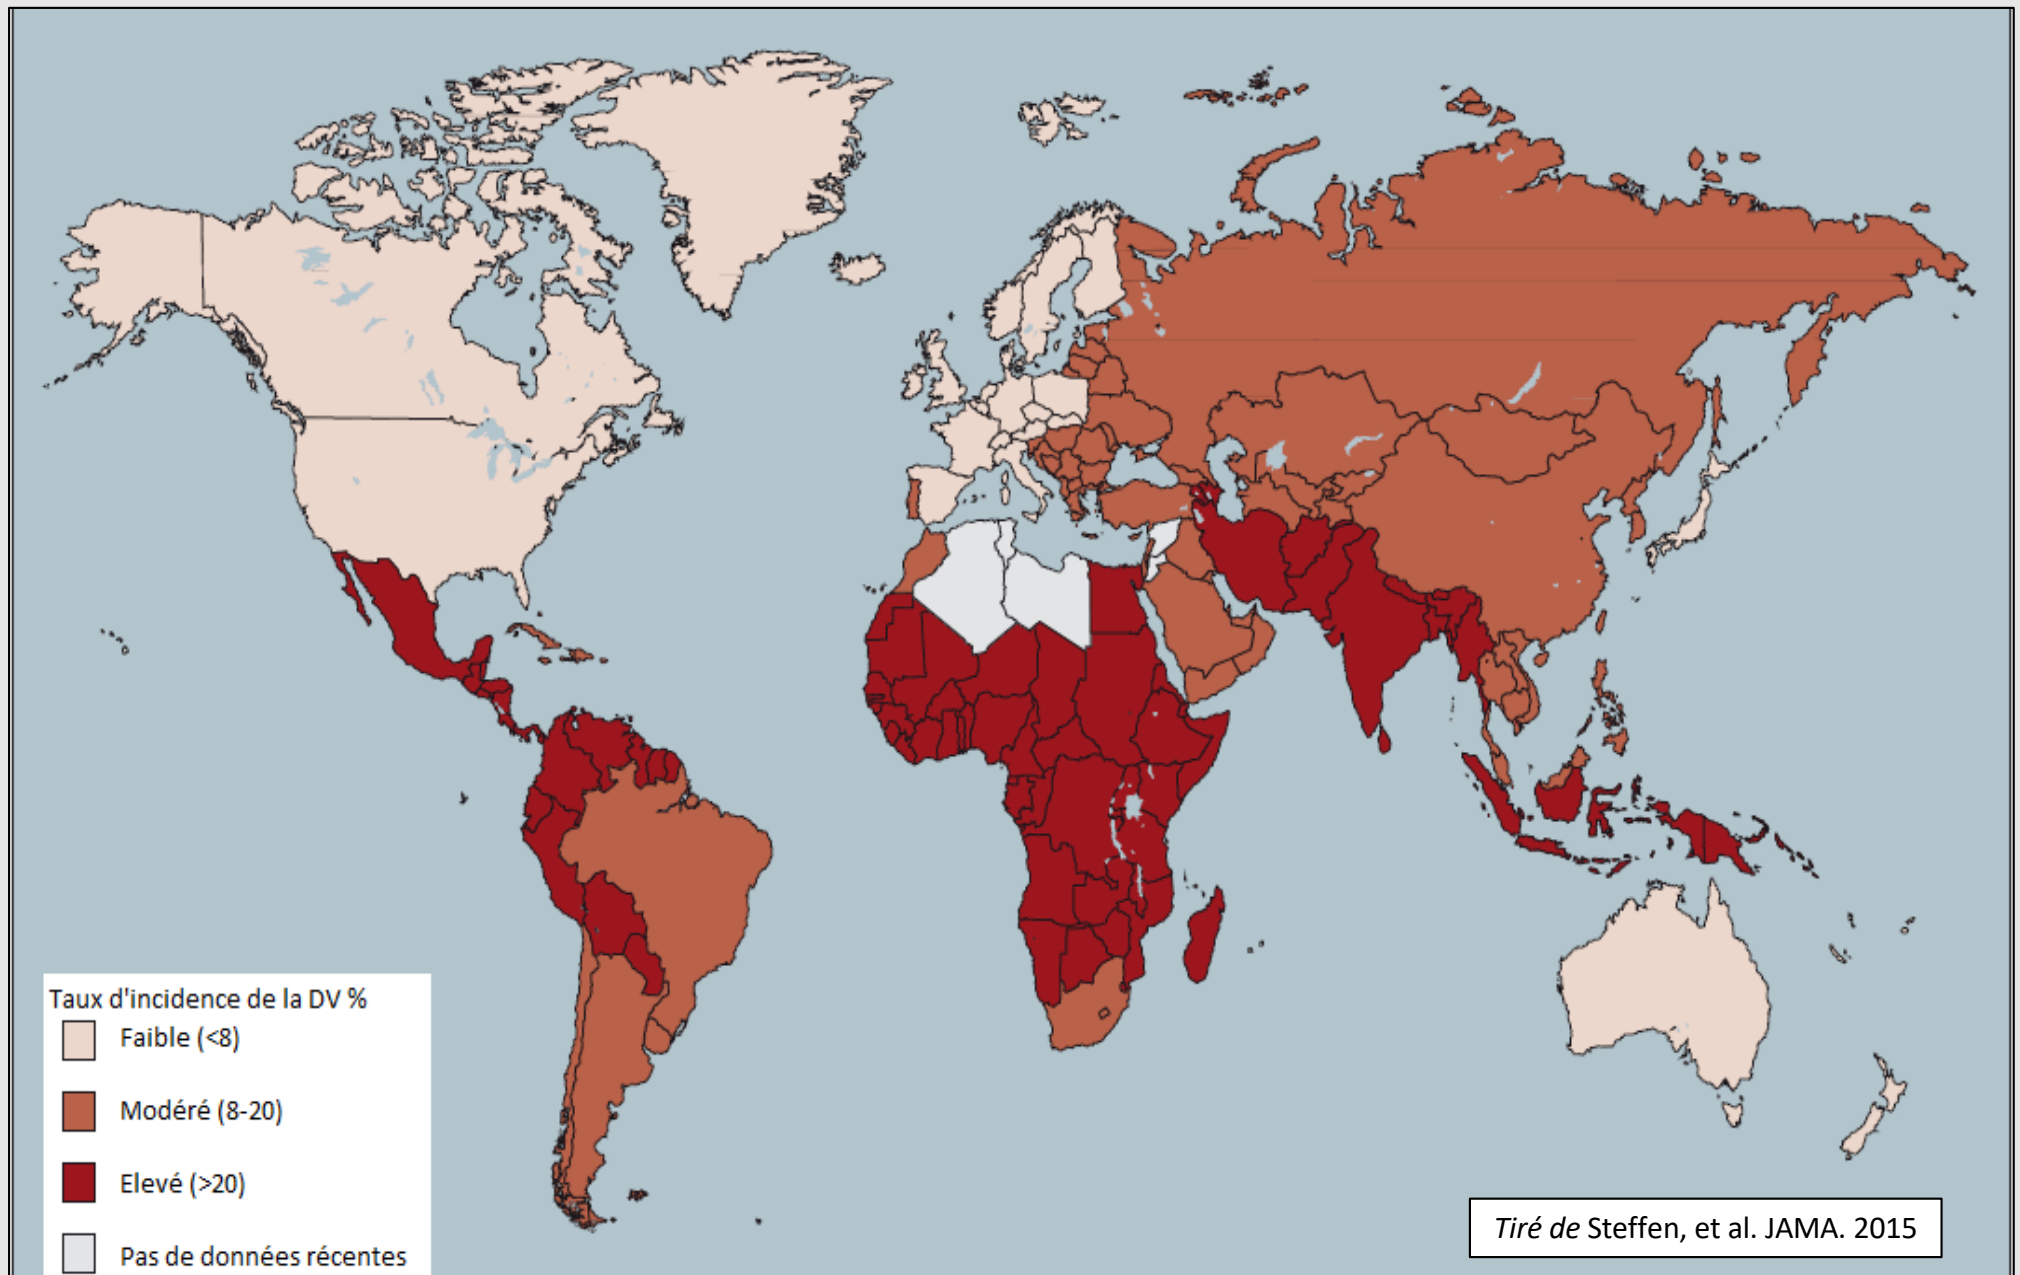 Taux d'incidence de la DV %
Faible (<8)
Modéré (8-20)
Elevé (>20)
Pas de données récentes
Tiré de Steffen, et al. JAMA. 2015